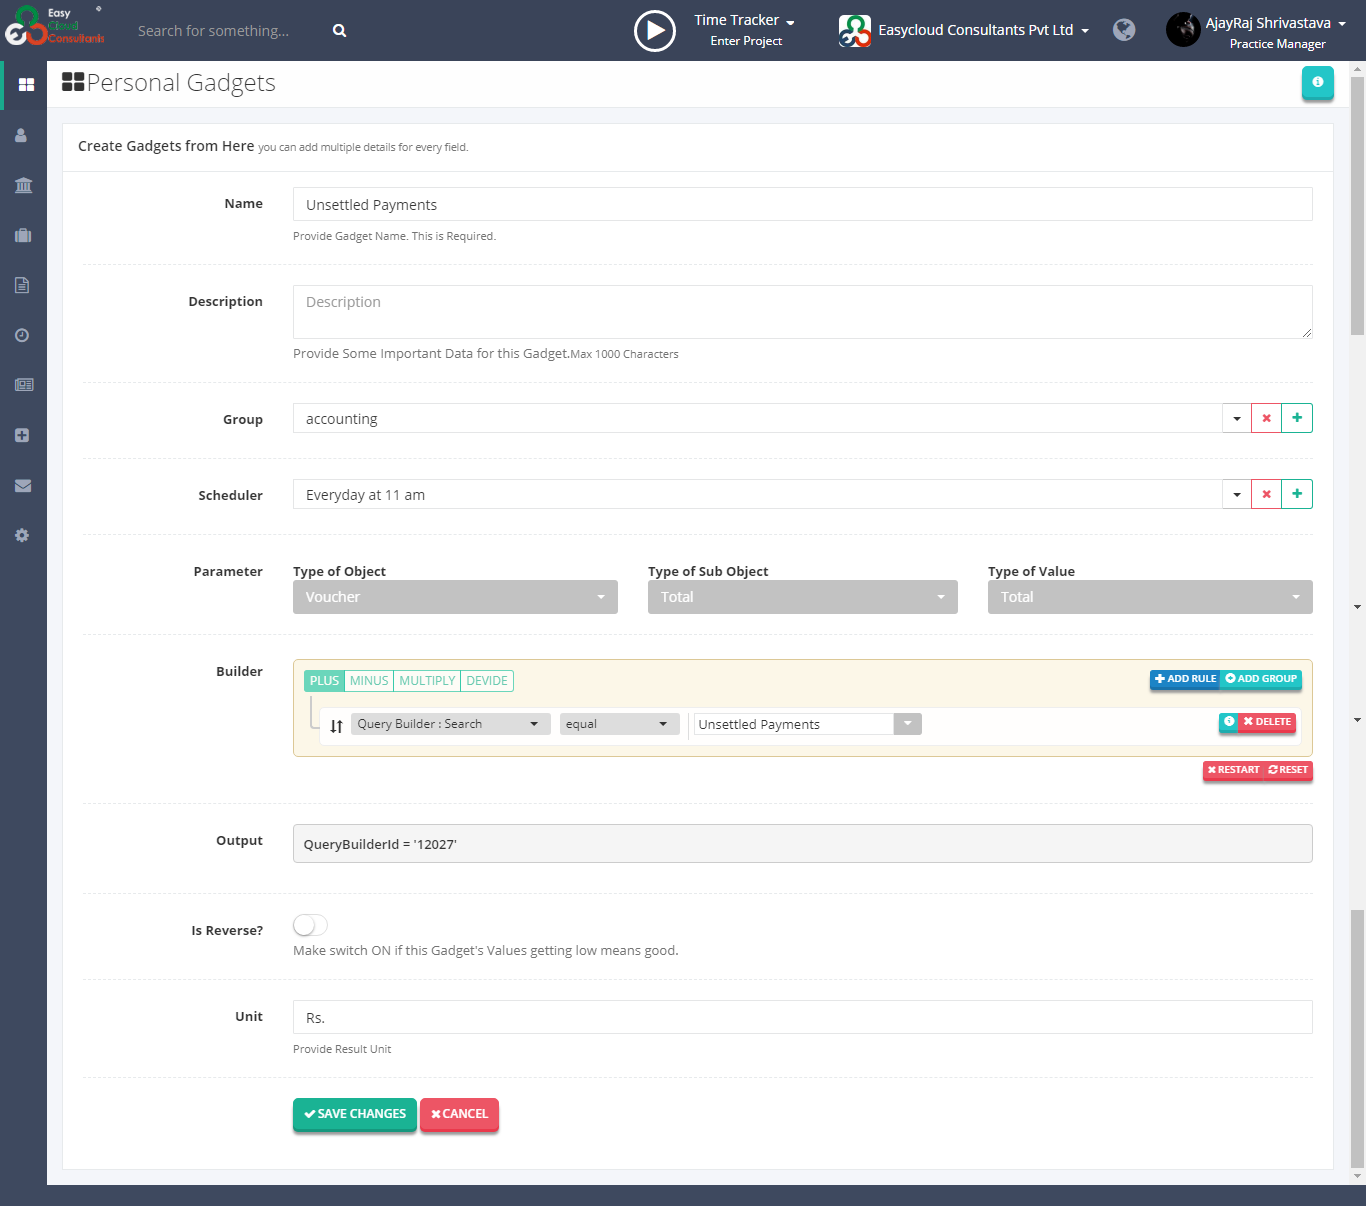 Easy
Cloud
Consultants
Search for something...
Time Tracker
Enter Project
Easycloud Consultants Pvt Ltd
AjayRaj Shrivastava
Practice Manager
Personal Gadgets
Create Gadgets from Here you can add multiple details for every field.
Name
Unsettled Payments
Provide Gadget Name. This is Required.
Description
Description
Provide Some Important Data for this Gadget.Max 1000 Characters
Group
accounting
Scheduler
Everyday at 11 am
Parameter
Type of Object
Type of Sub Object
Type of Value
Voucher
Total
Total
Builder
PLUS MINUS MULTIPLY DEVIDE
ADD RULE ADD GROUP
Query Builder : Search
equal
Unsettled Payments
DELETE
RESTART RESET
Output
QueryBuilderId = '12027'
Is Reverse?
Make switch ON if this Gadget's Values getting low means good.
Unit
Rs.
Provide Result Unit
SAVE CHANGES
CANCEL